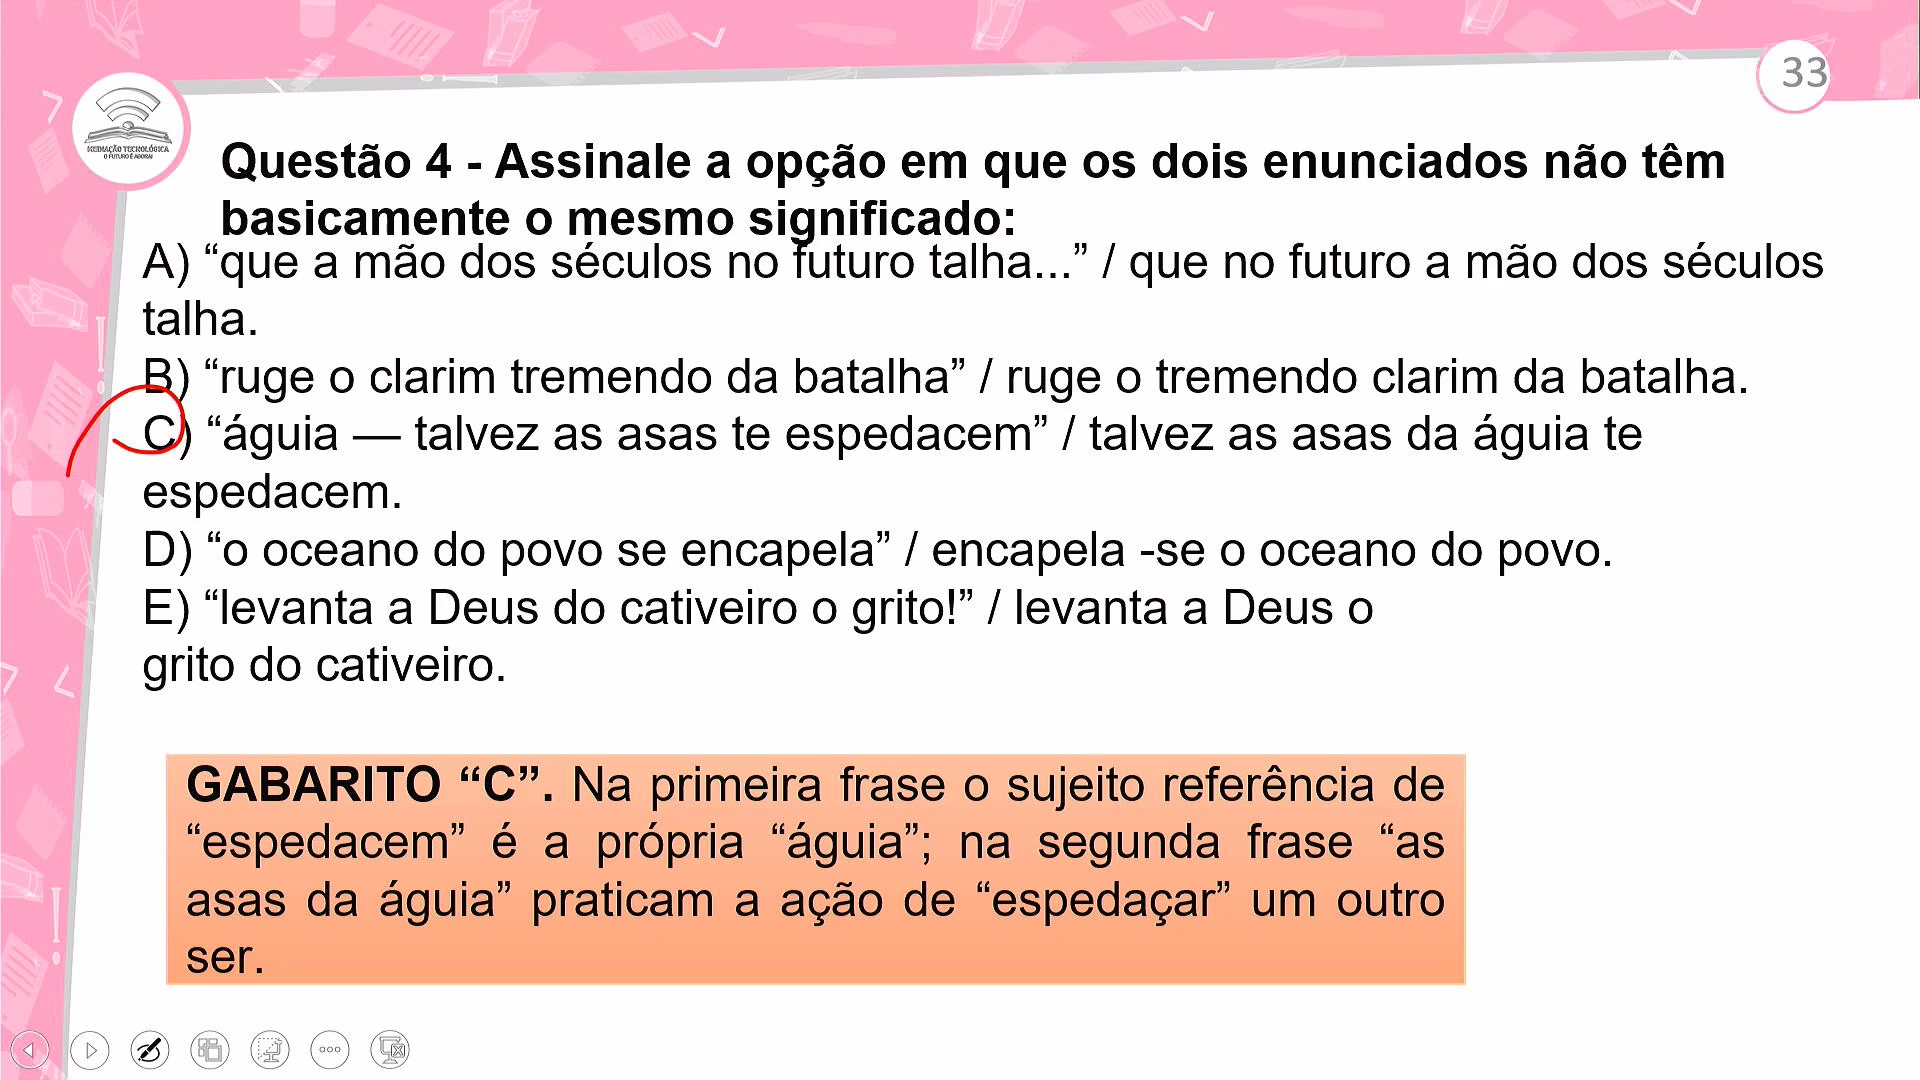 33
MEDIAÇÃO TECNOLÓGICA
O FUTURO É AGORA!
Questão 4 - Assinale a opção em que os dois enunciados não têm
basicamente o mesmo significado:
A) “que a mão dos séculos no futuro talha...” / que no futuro a mão dos séculos
talha.
B) “ruge o clarim tremendo da batalha” / ruge o tremendo clarim da batalha.
C) “águia — talvez as asas te espedacem” / talvez as asas da águia te
espedacem.
D) “o oceano do povo se encapela” / encapela -se o oceano do povo.
E) “levanta a Deus do cativeiro o grito!” / levanta a Deus o
grito do cativeiro.
GABARITO “C”. Na primeira frase o sujeito referência de
“espedacem” é a própria “águia”; na segunda frase “as
asas da águia” praticam a ação de “espedaçar” um outro
ser.